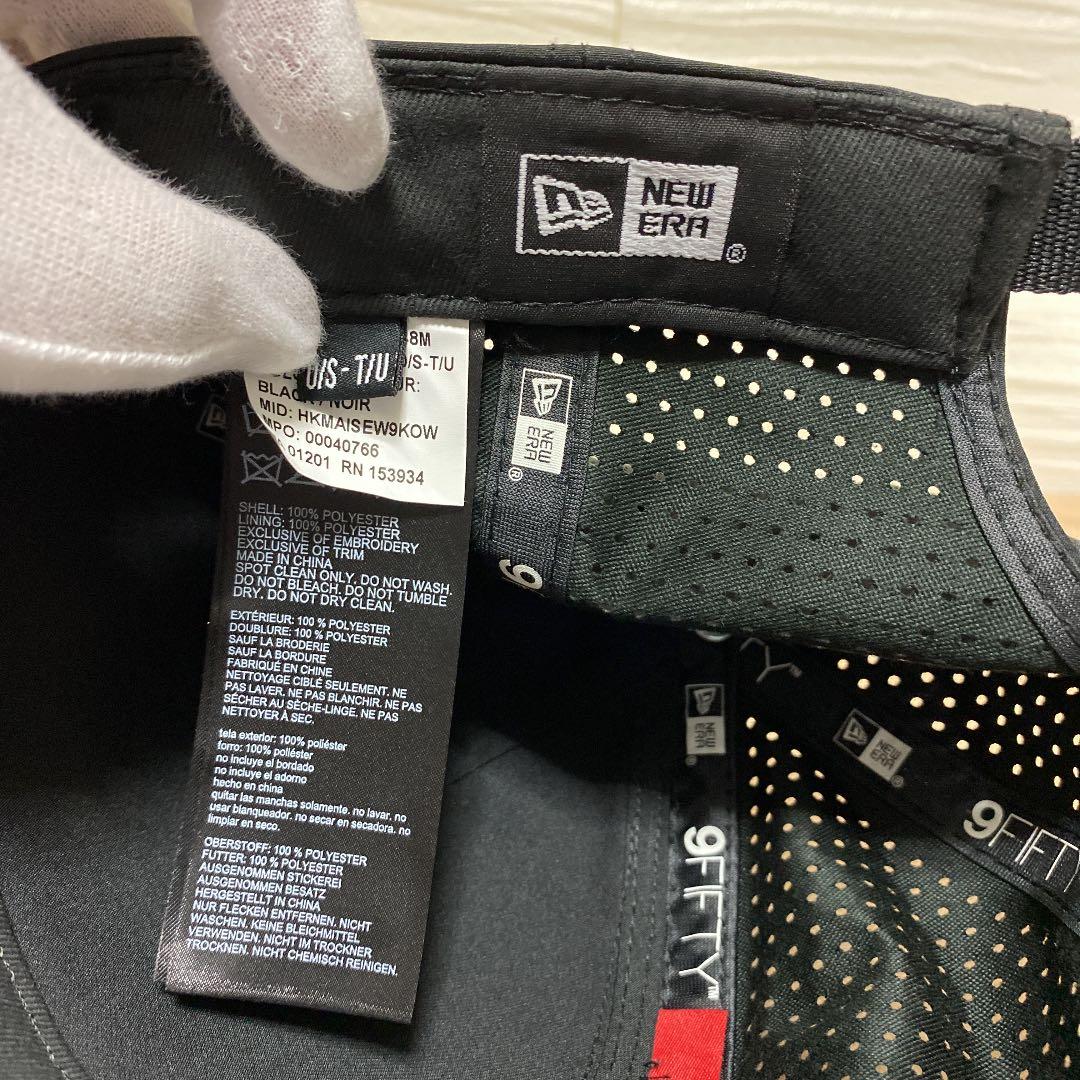 NEW
ERA
®
8M
O/S - T/U
/S-T/U
R:
BLACK / NOIR
MID: HKMAISEW9KOW
MPO: 00040766
01201 RN 153934
SHELL: 100% POLYESTER
LINING: 100% POLYESTER
EXCLUSIVE OF EMBROIDERY
EXCLUSIVE OF TRIM
MADE IN CHINA
SPOT CLEAN ONLY. DO NOT WASH.
DO NOT BLEACH. DO NOT TUMBLE
DRY. DO NOT DRY CLEAN.
EXTÉRIEUR: 100 % POLYESTER
DOUBLURE: 100 % POLYESTER
SAUF LA BRODERIE
SAUF LA BORDURE
FABRIQUÉ EN CHINE
NETTOYAGE CIBLÉ SEULEMENT. NE
PAS LAVER. NE PAS BLANCHIR. NE PAS
SÉCHER AU SÈCHE-LINGE. NE PAS
NETTOYER À SEC.
tela exterior: 100% poliéster
forro: 100% poliéster
no incluye el bordado
no incluye el adorno
hecho en china
quitar las manchas solamente. no lavar. no
usar blanqueador. no secar en secadora. no
limpiar en seco.
OBERSTOFF: 100 % POLYESTER
FUTTER: 100 % POLYESTER
AUSGENOMMEN STICKEREI
AUSGENOMMEN BESATZ
HERGESTELLT IN CHINA
NUR FLECKEN ENTFERNEN. NICHT
WASCHEN. KEINE BLEICHMITTEL
VERWENDEN. NICHT IM TROCKNER
TROCKNEN. NICHT CHEMISCH REINIGEN.
NEW
ERA
®
9
FTY™
NEW
ERA
®
9FIFTY™
NEW
ERA
®
9FIFTY